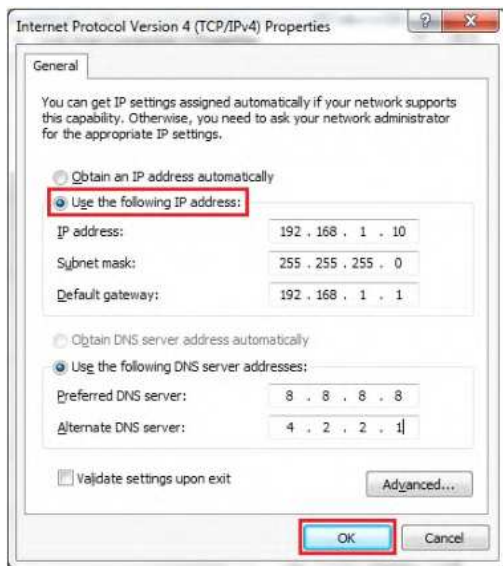 Internet Protocol Version 4 (TCP/IPv4) Properties
?
X
General
You can get IP settings assigned automatically if your network supports
this capability. Otherwise, you need to ask your network administrator
for the appropriate IP settings.
Obtain an IP address automatically
Use the following IP address:
IP address: 192 . 168 . 1 . 10
Subnet mask: 255 . 255 . 255 . 0
Default gateway: 192 . 168 . 1 . 1
Obtain DNS server address automatically
Use the following DNS server addresses:
Preferred DNS server: 8 . 8 . 8 . 8
Alternate DNS server: 4 . 2 . 2 . 1
Validate settings upon exit
Advanced...
OK Cancel